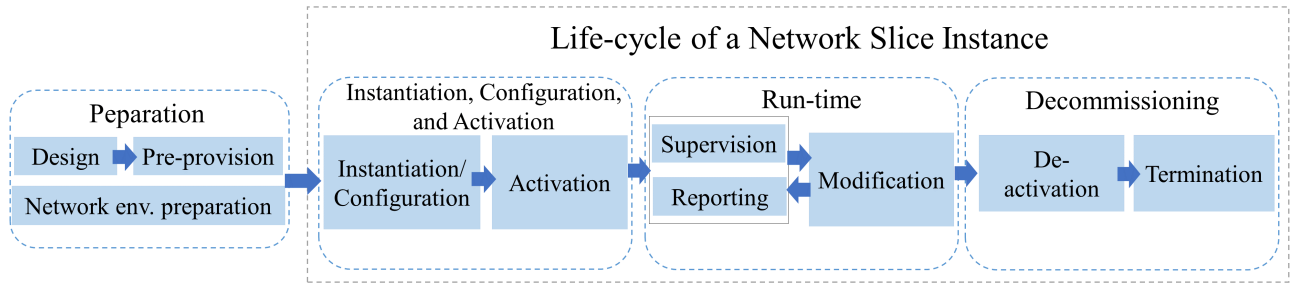 Life-cycle of a Network Slice Instance
Peparation
Design
Pre-provision
Network env. preparation
Instantiation, Configuration,
and Activation
Instantiation/
Configuration
Activation
Run-time
Supervision
Reporting
Modification
Decommissioning
De-
activation
Termination